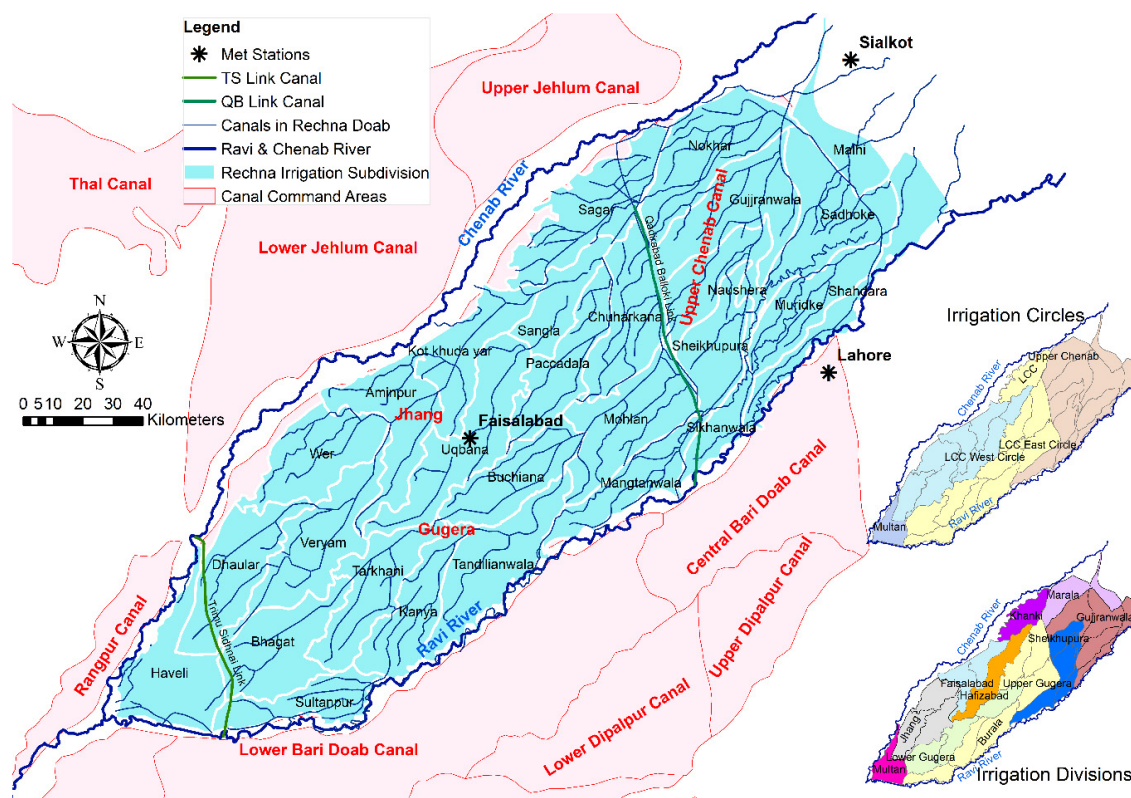 Legend
Met Stations
TS Link Canal
QB Link Canal
Canals in Rechna Doab
Ravi & Chenab River
Rechna Irrigation Subdivision
Canal Command Areas
Sialkot
Upper Jehlum Canal
Thal Canal
Lower Jehlum Canal
Chenab River
Nokhar
Malhi
Sagar
Gujjranwala
Sadhoke
Upper Chenab Canal
Qadirabad Balloki Link
Naushera
Shahdara
Muridke
Chuharkana
Sangla
Sheikhupura
Kot khuda yar
Paccadala
Lahore
Aminpur
Jhang
Faisalabad
Mohlan
Sikhanwala
Uqbana
Wer
Buchiana
Mangtanwala
Gugera
Veryam
Dhaular
Tarkhani
Tandlianwala
Kanya
Bhagat
Haveli
Sultanpur
Trimu Sidhnai Link
Ravi River
Rangpur Canal
Central Bari Doab Canal
Upper Dipalpur Canal
Lower Dipalpur Canal
Lower Bari Doab Canal
N
W
E
S
0 5 10 20 30 40
Kilometers
Irrigation Circles
Upper Chenab
LCC
Chenab River
LCC East Circle
LCC West Circle
Ravi River
Multan
Marala
Khanki
Gujjranwala
Chenab River
Sheikhupura
Faisalabad
Upper Gugera
Hafizabad
Jhang
Burala
Lower Gugera
Ravi River
Multan
Irrigation Divisions